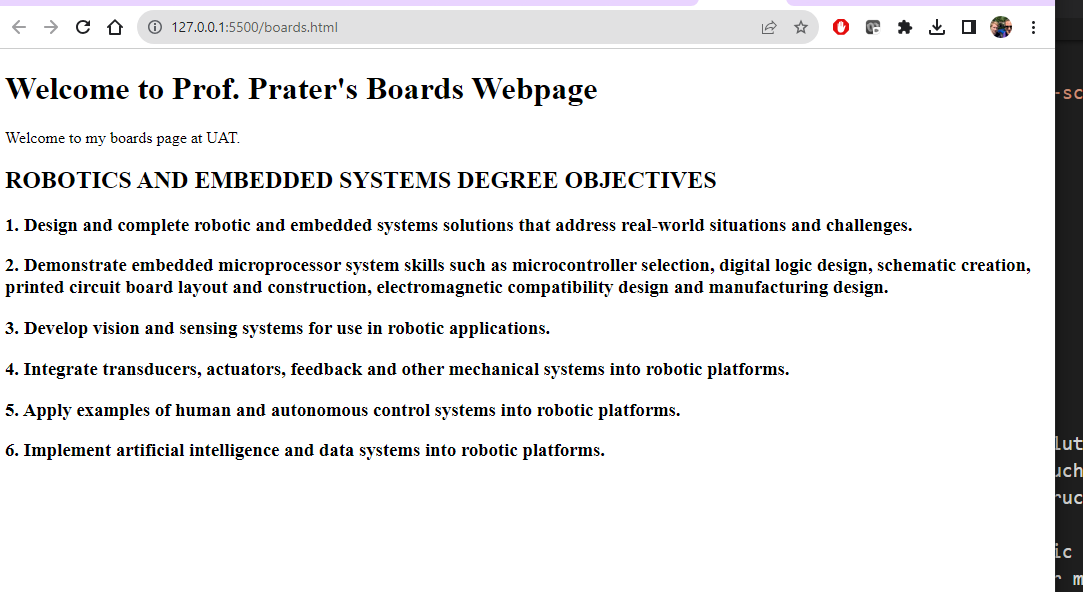 127.0.0.1:5500/boards.html
Welcome to Prof. Prater's Boards Webpage
Welcome to my boards page at UAT.
ROBOTICS AND EMBEDDED SYSTEMS DEGREE OBJECTIVES
1. Design and complete robotic and embedded systems solutions that address real-world situations and challenges.
2. Demonstrate embedded microprocessor system skills such as microcontroller selection, digital logic design, schematic creation,
printed circuit board layout and construction, electromagnetic compatibility design and manufacturing design.
3. Develop vision and sensing systems for use in robotic applications.
4. Integrate transducers, actuators, feedback and other mechanical systems into robotic platforms.
5. Apply examples of human and autonomous control systems into robotic platforms.
6. Implement artificial intelligence and data systems into robotic platforms.